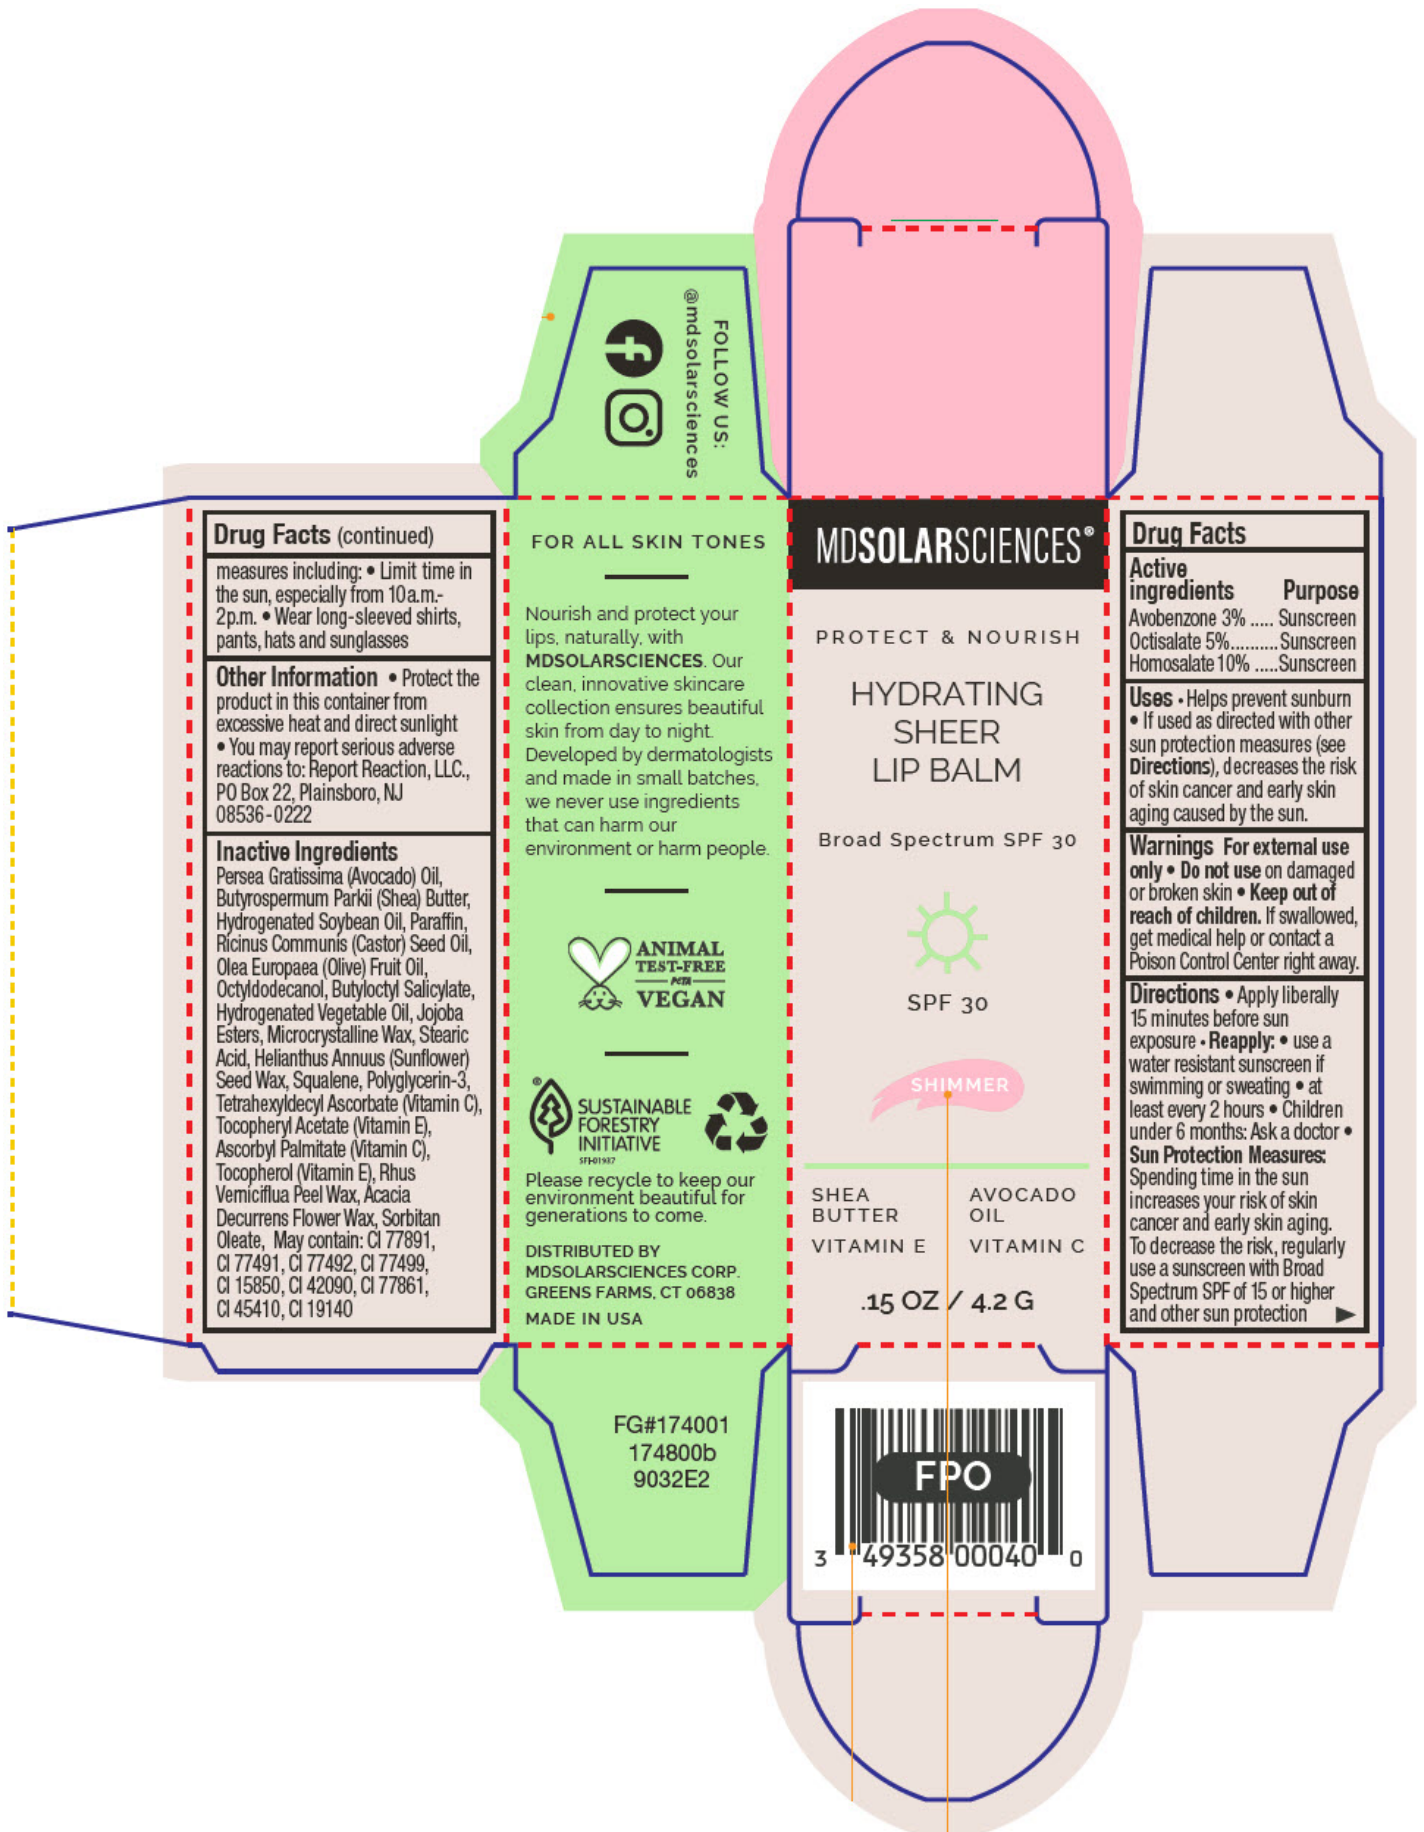 FOLLOW US:
@mdsolarsciences
Drug Facts (continued)
measures including: • Limit time in
the sun, especially from 10a.m.-
2p.m. • Wear long-sleeved shirts,
pants, hats and sunglasses
Other Information • Protect the
product in this container from
excessive heat and direct sunlight
• You may report serious adverse
reactions to: Report Reaction, LLC.,
PO Box 22, Plainsboro, NJ
08536-0222
Inactive Ingredients
Persea Gratissima (Avocado) Oil,
Butyrospermum Parkii (Shea) Butter,
Hydrogenated Soybean Oil, Paraffin,
Ricinus Communis (Castor) Seed Oil,
Olea Europaea (Olive) Fruit Oil,
Octyldodecanol, Butyloctyl Salicylate,
Hydrogenated Vegetable Oil, Jojoba
Esters, Microcrystalline Wax, Stearic
Acid, Helianthus Annuus (Sunflower)
Seed Wax, Squalene, Polyglycerin-3,
Tetrahexyldecyl Ascorbate (Vitamin C),
Tocopheryl Acetate (Vitamin E),
Ascorbyl Palmitate (Vitamin C),
Tocopherol (Vitamin E), Rhus
Verniciflua Peel Wax, Acacia
Decurrens Flower Wax, Sorbitan
Oleate, May contain: CI 77891,
CI 77491, CI 77492, CI 77499,
CI 15850, CI 42090, CI 77861,
CI 45410, CI 19140
FOR ALL SKIN TONES
Nourish and protect your
lips, naturally, with
MDSOLARSCIENCES. Our
clean, innovative skincare
collection ensures beautiful
skin from day to night.
Developed by dermatologists
and made in small batches,
we never use ingredients
that can harm our
environment or harm people.
ANIMAL
TEST-FREE
PETA
VEGAN
®
SUSTAINABLE
FORESTRY
INITIATIVE
SFI-01987
Please recycle to keep our
environment beautiful for
generations to come.
DISTRIBUTED BY
MDSOLARSCIENCES CORP.
GREENS FARMS, CT 06838
MADE IN USA
FG#174001
174800b
9032E2
MDSOLARSCIENCES®
PROTECT & NOURISH
HYDRATING
SHEER
LIP BALM
Broad Spectrum SPF 30
SPF 30
SHIMMER
SHEA BUTTER
AVOCADO OIL
VITAMIN E
VITAMIN C
.15 OZ / 4.2 G
FPO
3 49358 00040 0
Drug Facts
Active
ingredients Purpose
Avobenzone 3% ..... Sunscreen
Octisalate 5%.......... Sunscreen
Homosalate 10% .....Sunscreen
Uses • Helps prevent sunburn
• If used as directed with other
sun protection measures (see
Directions), decreases the risk
of skin cancer and early skin
aging caused by the sun.
Warnings For external use
only • Do not use on damaged
or broken skin • Keep out of
reach of children. If swallowed,
get medical help or contact a
Poison Control Center right away.
Directions • Apply liberally
15 minutes before sun
exposure • Reapply: • use a
water resistant sunscreen if
swimming or sweating • at
least every 2 hours • Children
under 6 months: Ask a doctor •
Sun Protection Measures:
Spending time in the sun
increases your risk of skin
cancer and early skin aging.
To decrease the risk, regularly
use a sunscreen with Broad
Spectrum SPF of 15 or higher
and other sun protection